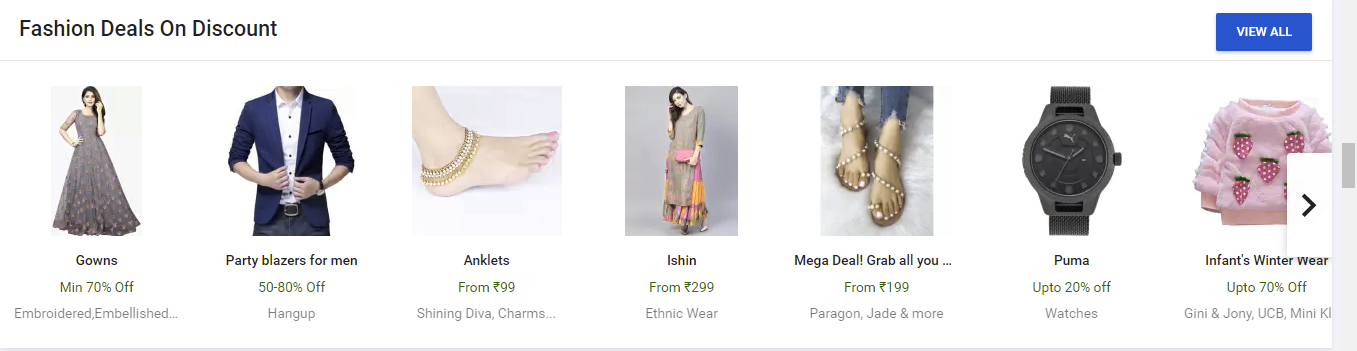 Fashion Deals On Discount
VIEW ALL
Gowns
Min 70% Off
Embroidered,Embellished...
Party blazers for men
50-80% Off
Hangup
Anklets
From ₹99
Shining Diva, Charms...
Ishin
From ₹299
Ethnic Wear
Mega Deal! Grab all you ...
From ₹199
Paragon, Jade & more
Puma
Upto 20% off
Watches
Infant's Winter Wear
Upto 70% Off
Gini & Jony, UCB, Mini Kl